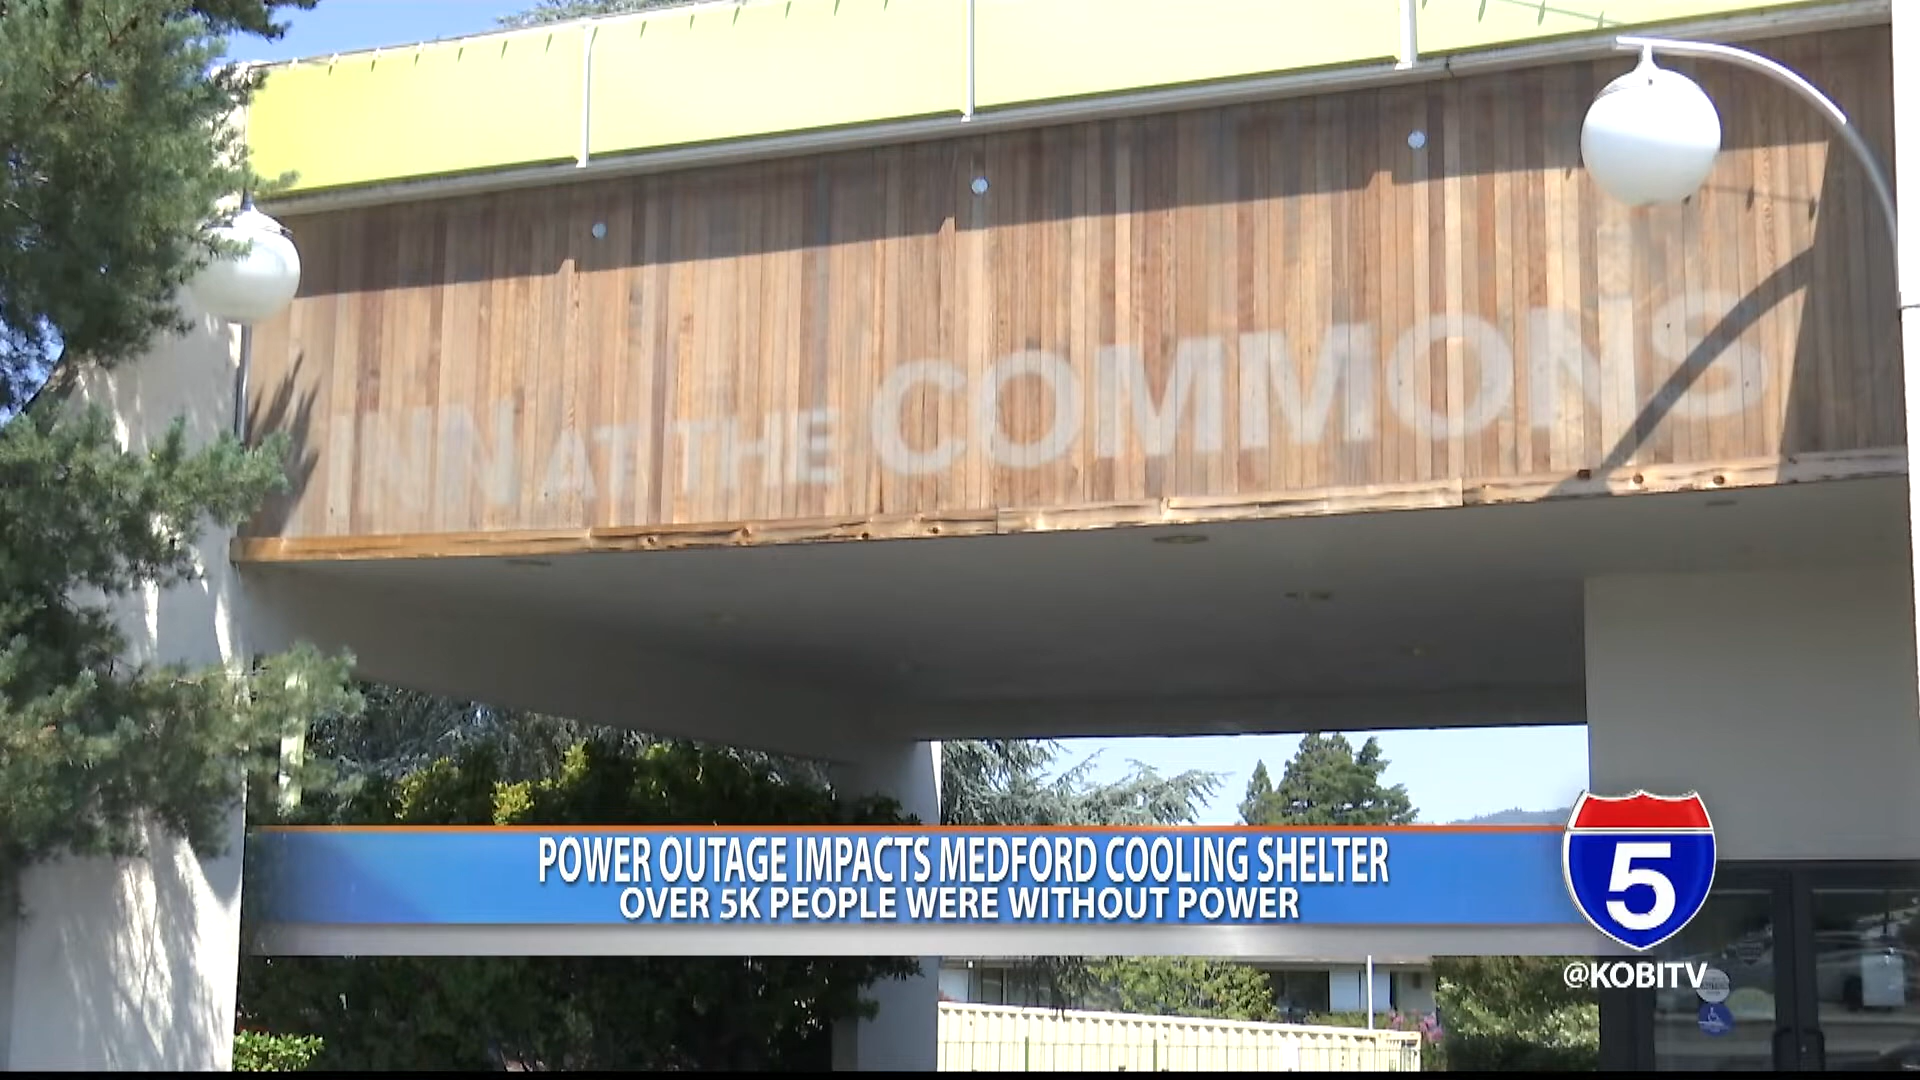 INN AT THE COMMONS
POWER OUTAGE IMPACTS MEDFORD COOLING SHELTER
OVER 5K PEOPLE WERE WITHOUT POWER
5
@KOBITV